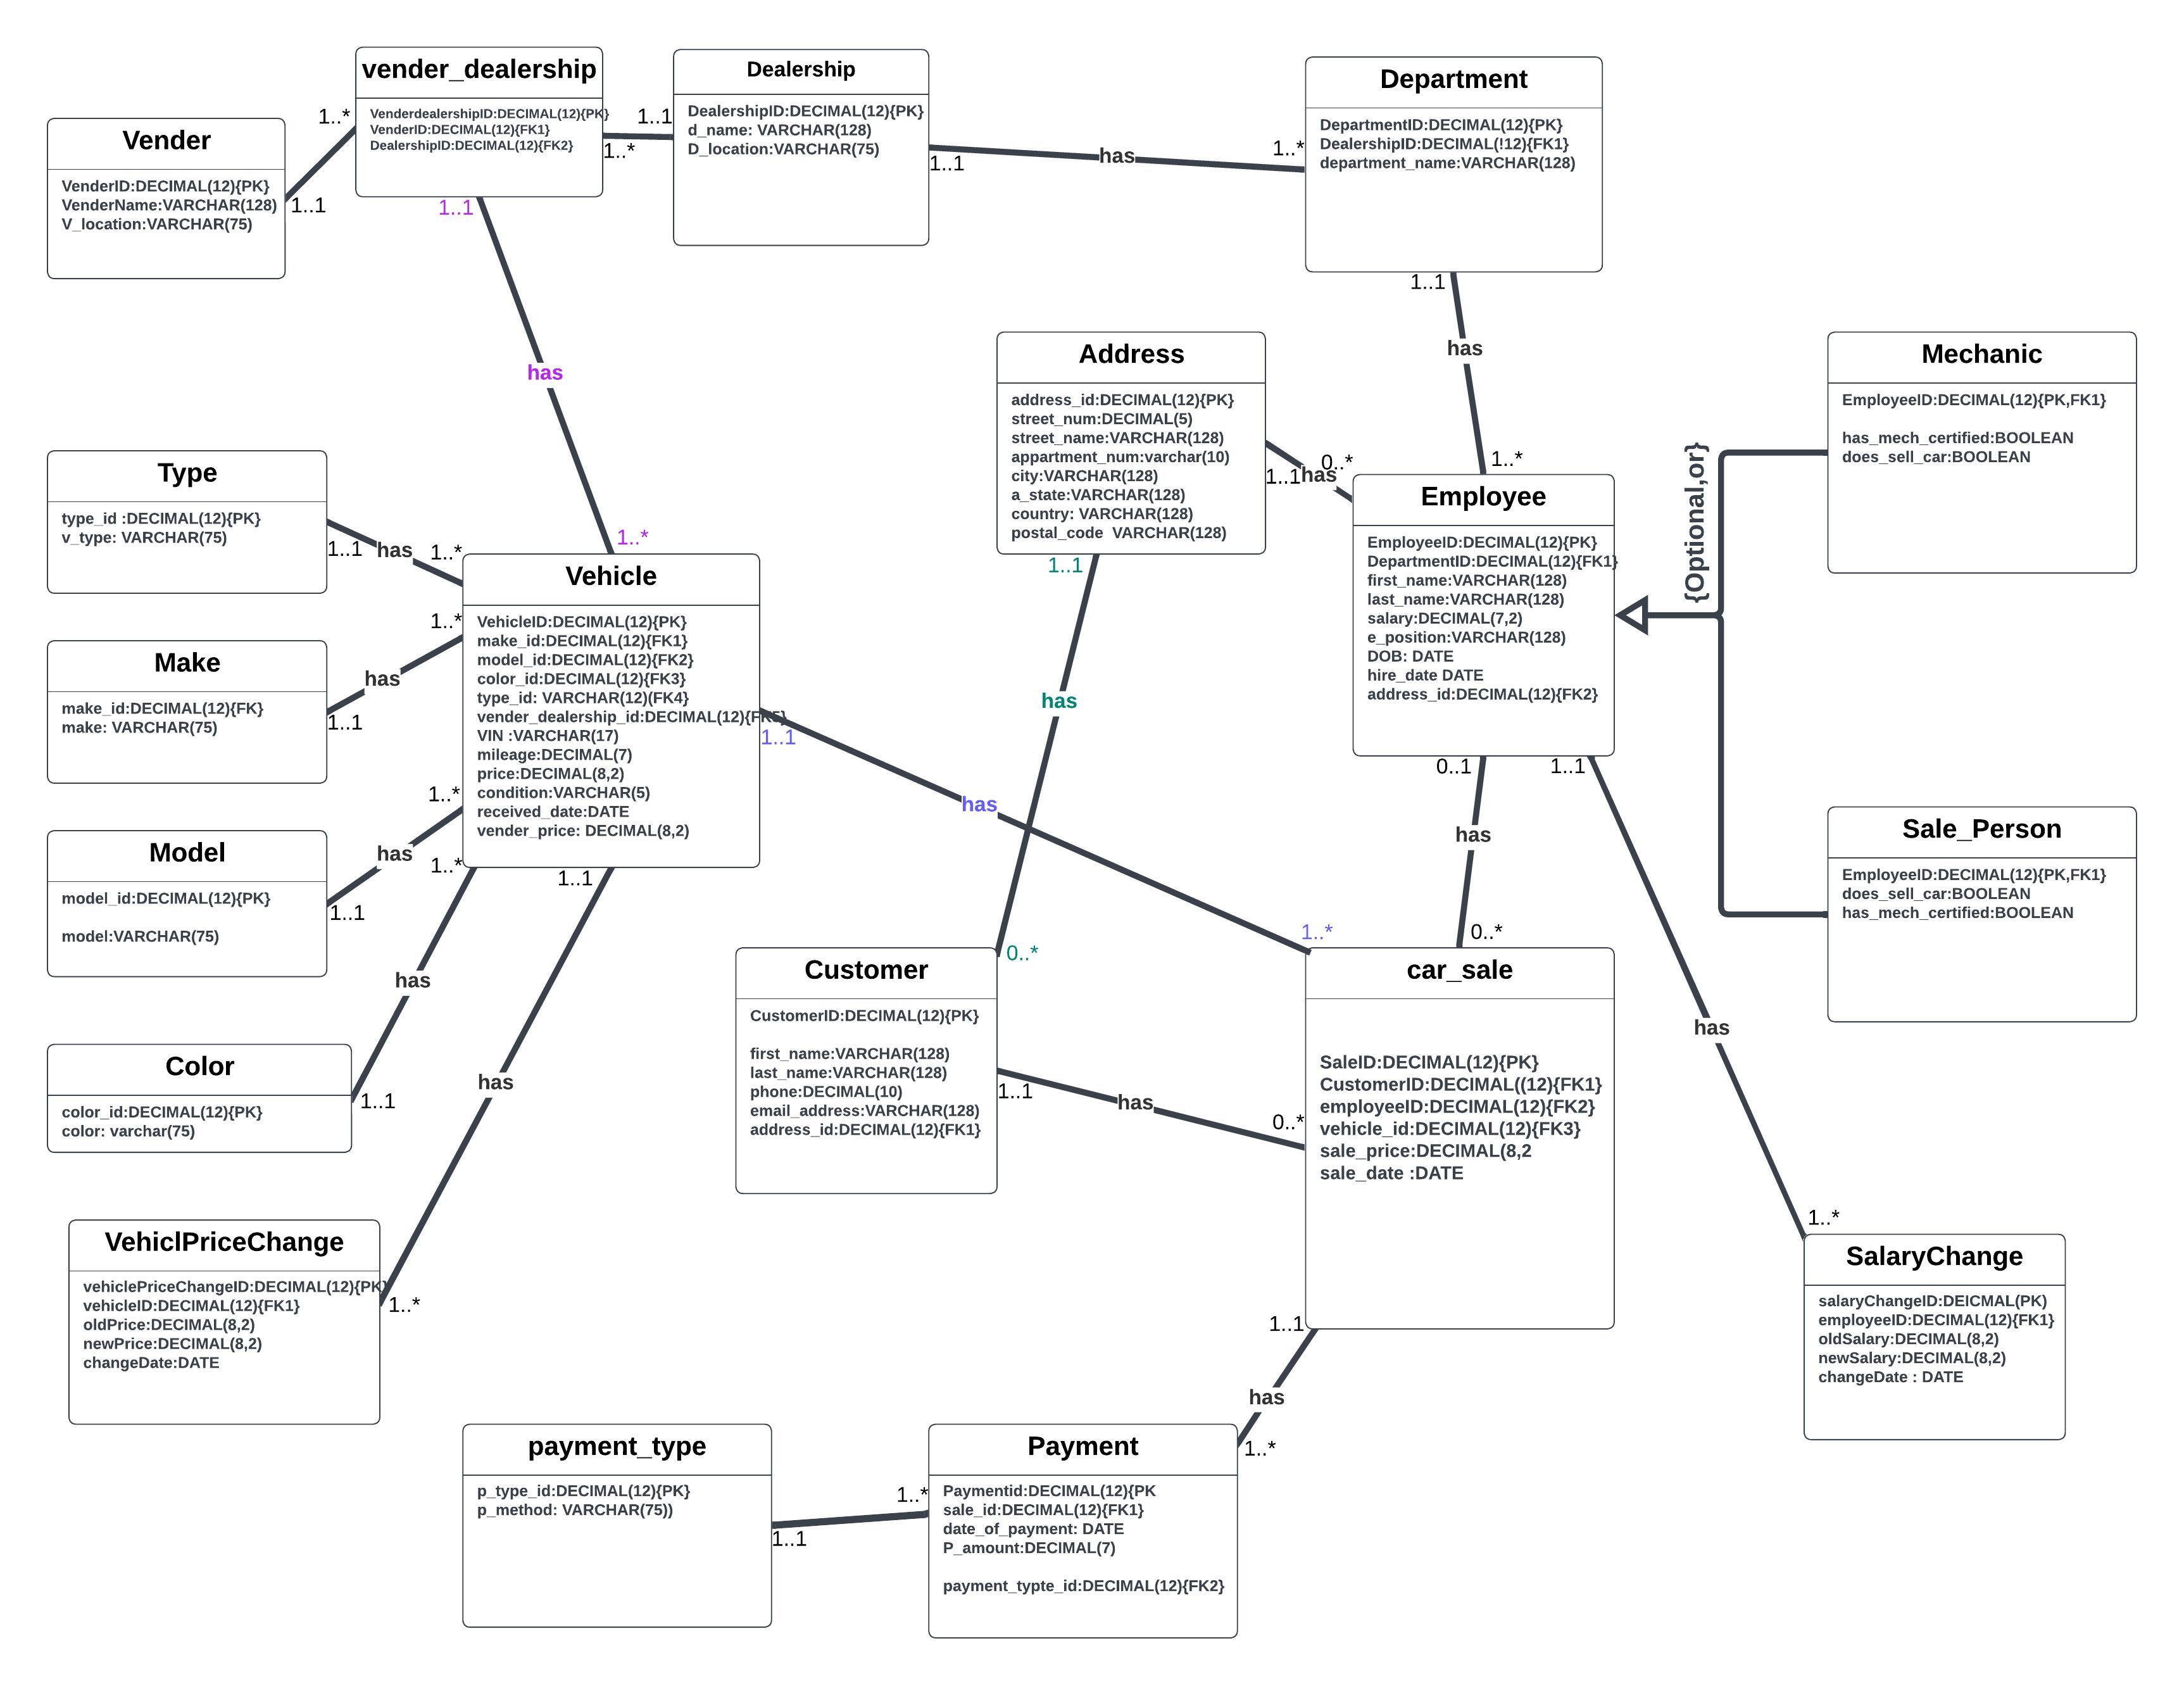 vender_dealership
VenderdealershipID:DECIMAL(12){PK}
VenderID:DECIMAL(12){FK1}
DealershipID:DECIMAL(12){FK2}
Dealership
DealershipID:DECIMAL(12){PK}
d_name: VARCHAR(128)
D_location:VARCHAR(75)
Department
DepartmentID:DECIMAL(12){PK}
DealershipID:DECIMAL(!12){FK1}
department_name:VARCHAR(128)
Vender
VenderID:DECIMAL(12){PK}
VenderName:VARCHAR(128)
V_location:VARCHAR(75)
1..*
1..1
1..1
1..*
1..1
has
1..*
1..1
has
1..*
1..1
has
1..*
Address
address_id:DECIMAL(12){PK}
street_num:DECIMAL(5)
street_name:VARCHAR(128)
appartment_num:varchar(10)
city:VARCHAR(128)
a_state:VARCHAR(128)
country: VARCHAR(128)
postal_code  VARCHAR(128)
1..1
has
0..*
Employee
EmployeeID:DECIMAL(12){PK}
DepartmentID:DECIMAL(12){FK1}
first_name:VARCHAR(128)
last_name:VARCHAR(128)
salary:DECIMAL(7,2)
e_position:VARCHAR(128)
DOB: DATE
hire_date DATE
address_id:DECIMAL(12){FK2}
{Optional,or}
Mechanic
EmployeeID:DECIMAL(12){PK,FK1}
has_mech_certified:BOOLEAN
does_sell_car:BOOLEAN
Type
type_id :DECIMAL(12){PK}
v_type: VARCHAR(75)
1..1
has
1..*
Vehicle
VehicleID:DECIMAL(12){PK}
make_id:DECIMAL(12){FK1}
model_id:DECIMAL(12){FK2}
color_id:DECIMAL(12){FK3}
type_id: VARCHAR(12)(FK4}
vender_dealership_id:DECIMAL(12){FK5}
VIN :VARCHAR(17)
mileage:DECIMAL(7)
price:DECIMAL(8,2)
condition:VARCHAR(5)
received_date:DATE
vender_price: DECIMAL(8,2)
Make
make_id:DECIMAL(12){FK}
make: VARCHAR(75)
1..*
has
1..1
Model
model_id:DECIMAL(12){PK}
model:VARCHAR(75)
1..*
has
1..1
Color
color_id:DECIMAL(12){PK}
color: varchar(75)
1..*
has
1..1
1..1
has
1..*
VehiclPriceChange
vehiclePriceChangeID:DECIMAL(12){PK}
vehicleID:DECIMAL(12){FK1}
oldPrice:DECIMAL(8,2)
newPrice:DECIMAL(8,2)
changeDate:DATE
1..1
has
0..*
1..1
has
1..*
0..1
has
0..*
1..1
has
1..*
Sale_Person
EmployeeID:DECIMAL(12){PK,FK1}
does_sell_car:BOOLEAN
has_mech_certified:BOOLEAN
Customer
CustomerID:DECIMAL(12){PK}
first_name:VARCHAR(128)
last_name:VARCHAR(128)
phone:DECIMAL(10)
email_address:VARCHAR(128)
address_id:DECIMAL(12){FK1}
1..1
has
0..*
car_sale
SaleID:DECIMAL(12){PK}
CustomerID:DECIMAL((12){FK1}
employeeID:DECIMAL(12){FK2}
vehicle_id:DECIMAL(12){FK3}
sale_price:DECIMAL(8,2
sale_date :DATE
SalaryChange
salaryChangeID:DEICMAL(PK)
employeeID:DECIMAL(12){FK1}
oldSalary:DECIMAL(8,2)
newSalary:DECIMAL(8,2)
changeDate : DATE
1..1
has
1..*
payment_type
p_type_id:DECIMAL(12){PK}
p_method: VARCHAR(75))
1..1
1..*
Payment
Paymentid:DECIMAL(12){PK
sale_id:DECIMAL(12){FK1}
date_of_payment: DATE
P_amount:DECIMAL(7)
payment_typte_id:DECIMAL(12){FK2}